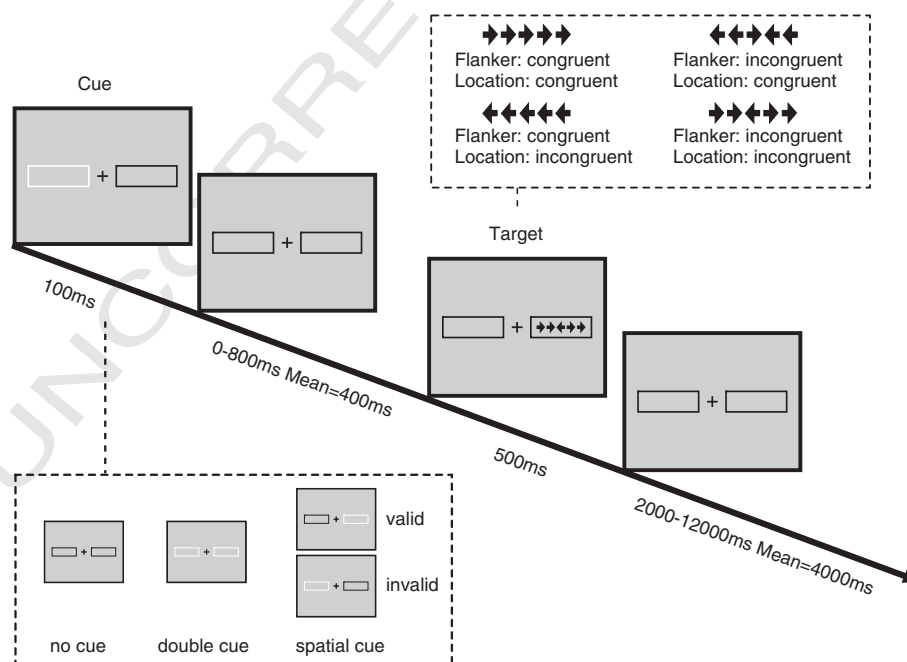 Flanker: congruent
Location: congruent
Flanker: incongruent
Location: congruent
Flanker: congruent
Location: incongruent
Flanker: incongruent
Location: incongruent
Cue
+
+
Target
+
+
100ms
0-800ms Mean=400ms
500ms
2000-12000ms Mean=4000ms
+
+
+
valid
+
invalid
no cue
double cue
spatial cue
UNCORRE